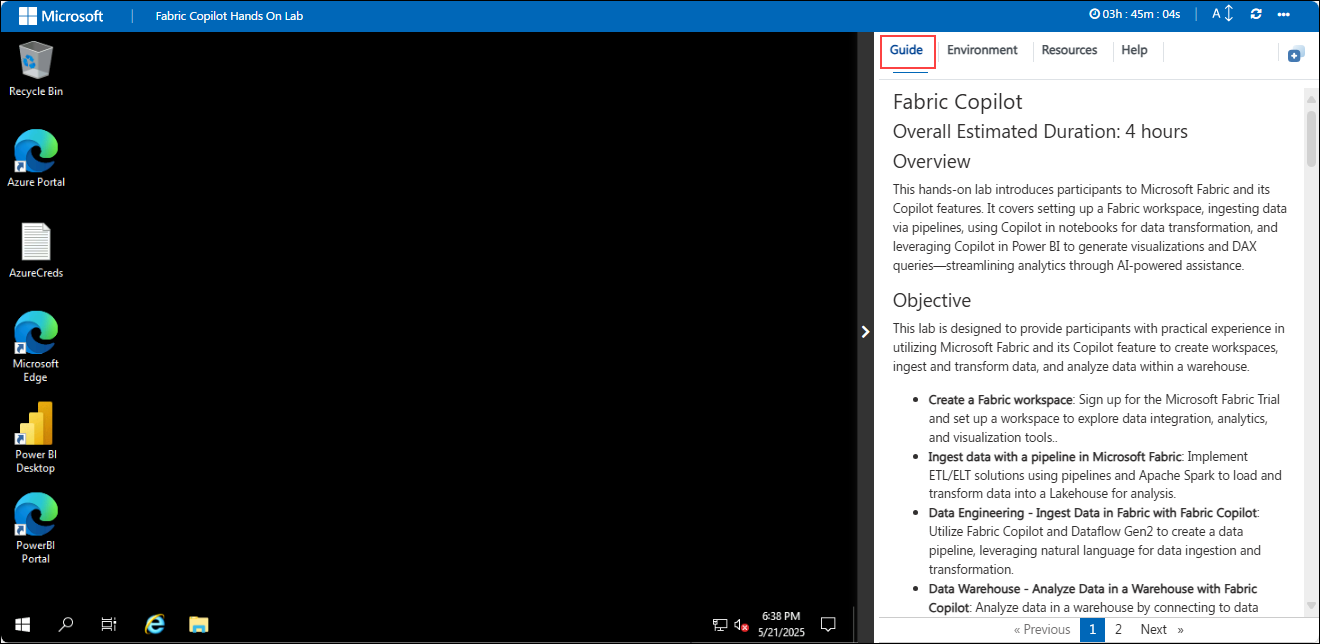 Microsoft
Fabric Copilot Hands On Lab
03h : 45m : 04s
A
Recycle Bin
Azure Portal
AzureCreds
Microsoft
Edge
Power BI
Desktop
PowerBI
Portal
6:38 PM
5/21/2025
Guide
Environment
Resources
Help
Fabric Copilot
Overall Estimated Duration: 4 hours
Overview
This hands-on lab introduces participants to Microsoft Fabric and its
Copilot features. It covers setting up a Fabric workspace, ingesting data
via pipelines, using Copilot in notebooks for data transformation, and
leveraging Copilot in Power BI to generate visualizations and DAX
queries—streamlining analytics through AI-powered assistance.
Objective
This lab is designed to provide participants with practical experience in
utilizing Microsoft Fabric and its Copilot feature to create workspaces,
ingest and transform data, and analyze data within a warehouse.
• Create a Fabric workspace: Sign up for the Microsoft Fabric Trial
and set up a workspace to explore data integration, analytics,
and visualization tools..
• Ingest data with a pipeline in Microsoft Fabric: Implement
ETL/ELT solutions using pipelines and Apache Spark to load and
transform data into a Lakehouse for analysis.
• Data Engineering - Ingest Data in Fabric with Fabric Copilot:
Utilize Fabric Copilot and Dataflow Gen2 to create a data
pipeline, leveraging natural language for data ingestion and
transformation.
• Data Warehouse - Analyze Data in a Warehouse with Fabric
Copilot: Analyze data in a warehouse by connecting to data
« Previous
1
2
Next »